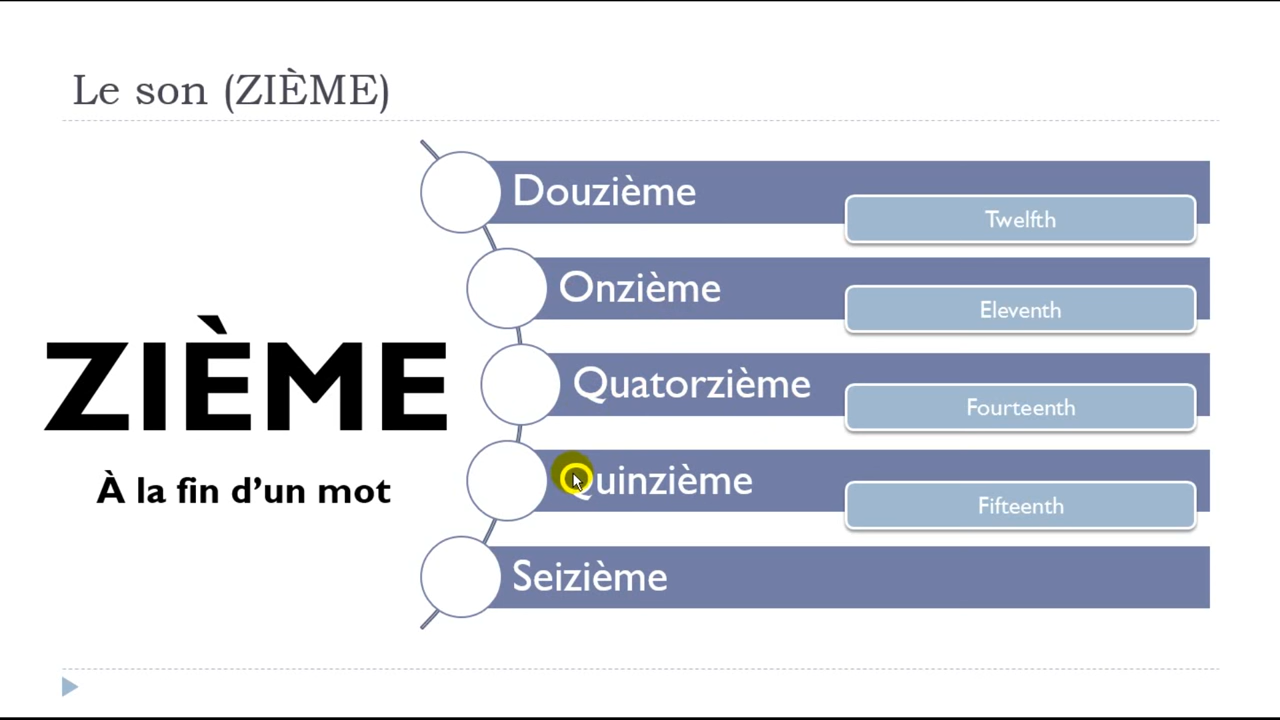 Le son (ZIÈME)
ZIÈME
À la fin d’un mot
Douzième
Twelfth
Onzième
Eleventh
Quatorzième
Fourteenth
Quinzième
Fifteenth
Seizième